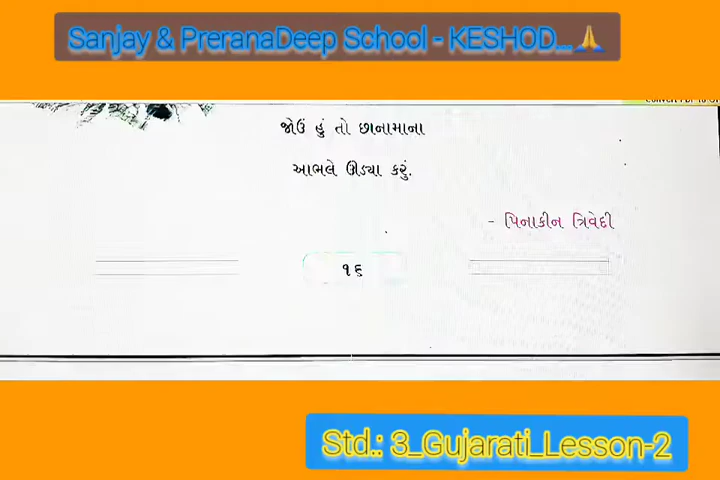 Sanjay & PreranaDeep School - KESHOD...🙏
જોઉં હું તો છાનામાના
આભલે ઊડ્યા કરું.
- પિનાકીન ત્રિવેદી
૧૬
Std.: 3_Gujarati_Lesson-2